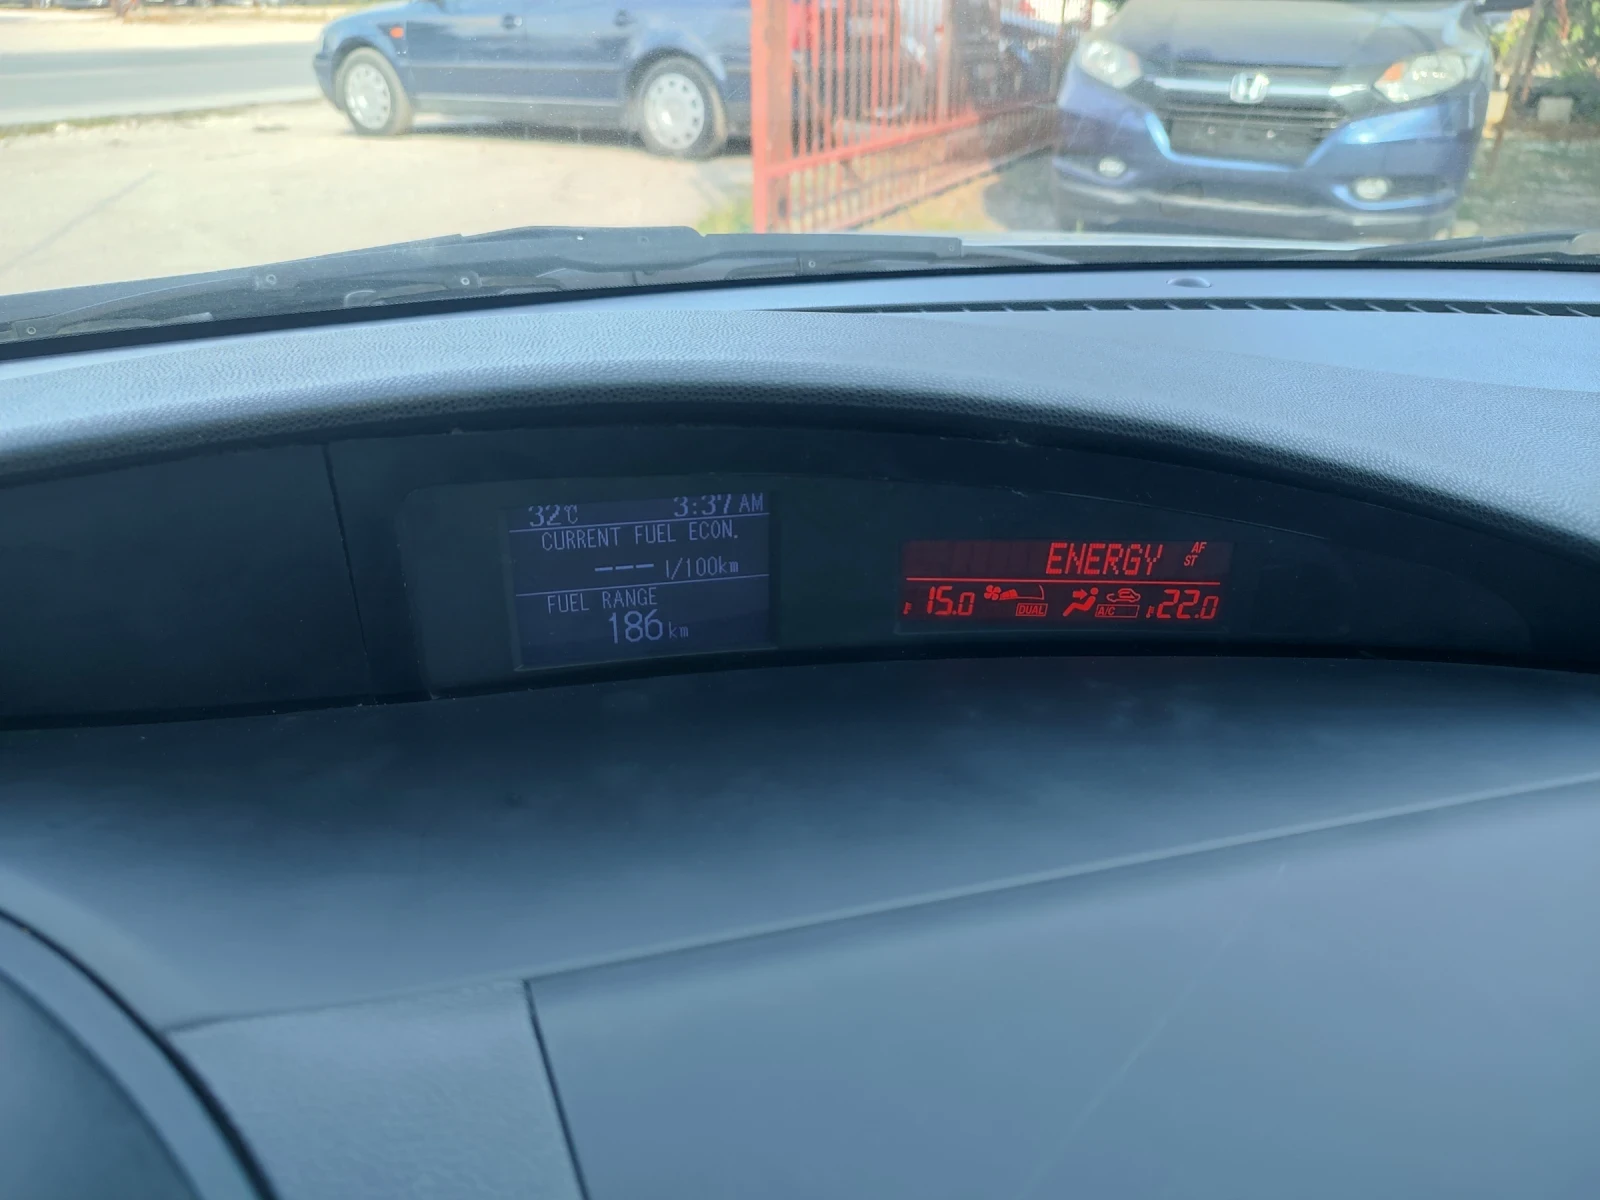 32°C 3:37 AM
CURRENT FUEL ECON.
--- l/100km
FUEL RANGE
186 km
ENERGY AF ST
15.0 DUAL A/C 22.0